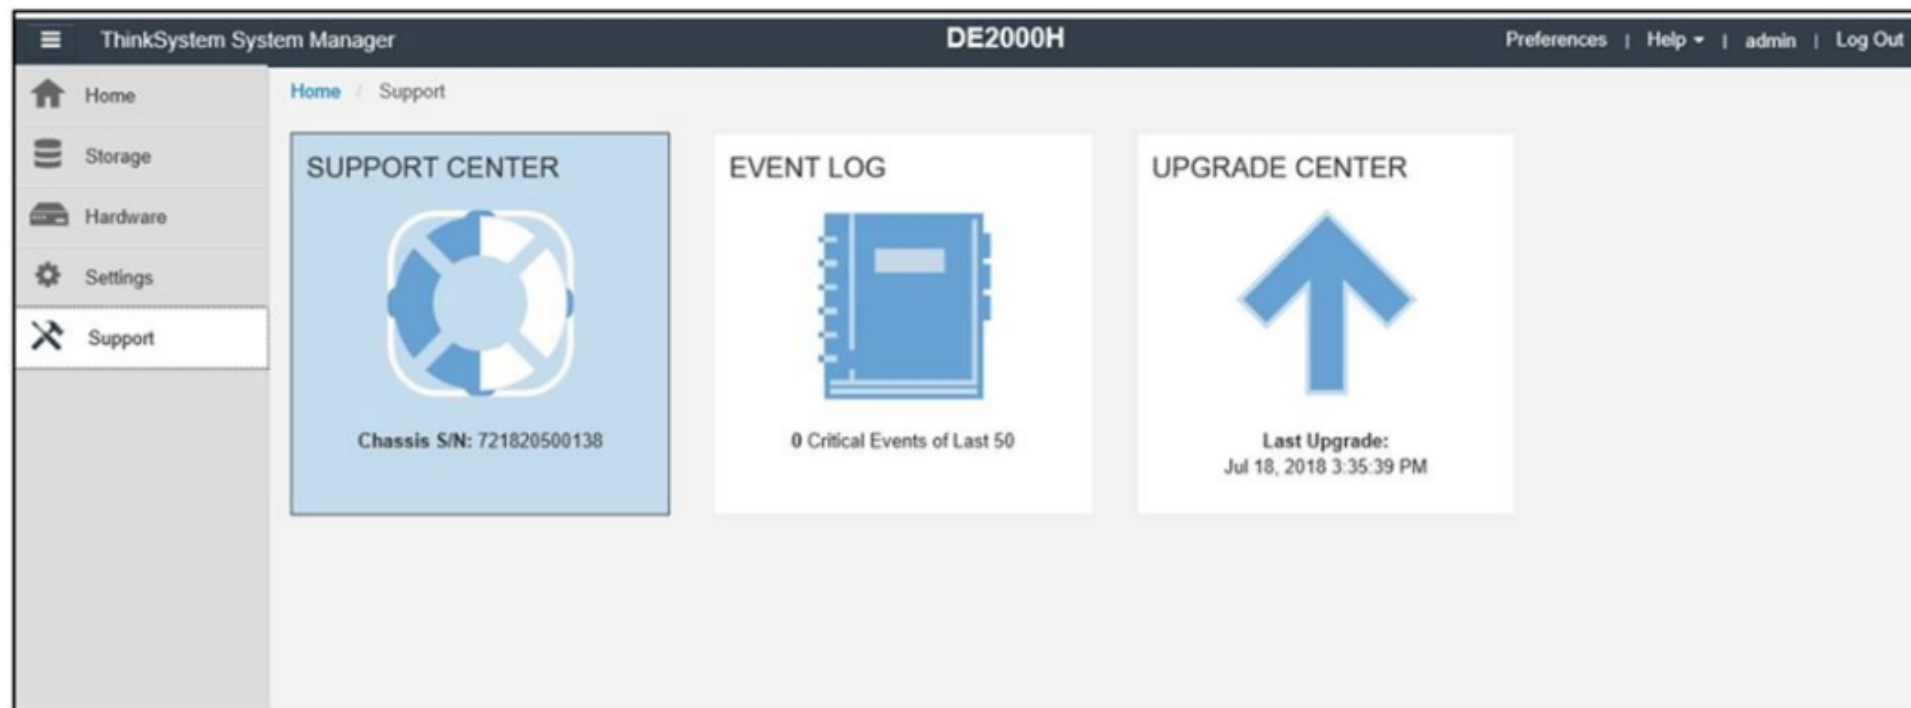 ThinkSystem System Manager
DE2000H
Preferences | Help | admin | Log Out
Home
Storage
Hardware
Settings
Support
Home / Support
SUPPORT CENTER
Chassis S/N: 721820500138
EVENT LOG
0 Critical Events of Last 50
UPGRADE CENTER
Last Upgrade:
Jul 18, 2018 3:35:39 PM